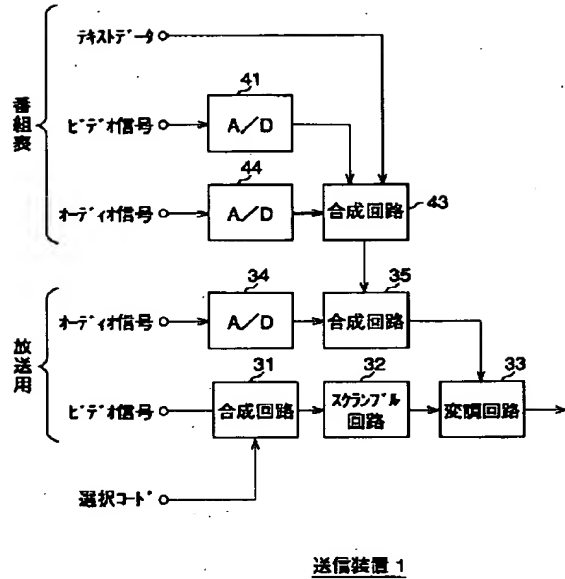 テキストデータ
番組表
41
ビデオ信号
A/D
44
オーディオ信号
A/D
合成回路
43
34
35
放送用
オーディオ信号
A/D
合成回路
31
32
33
ビデオ信号
合成回路
スクランブル
回路
変調回路
選択コード
送信装置1